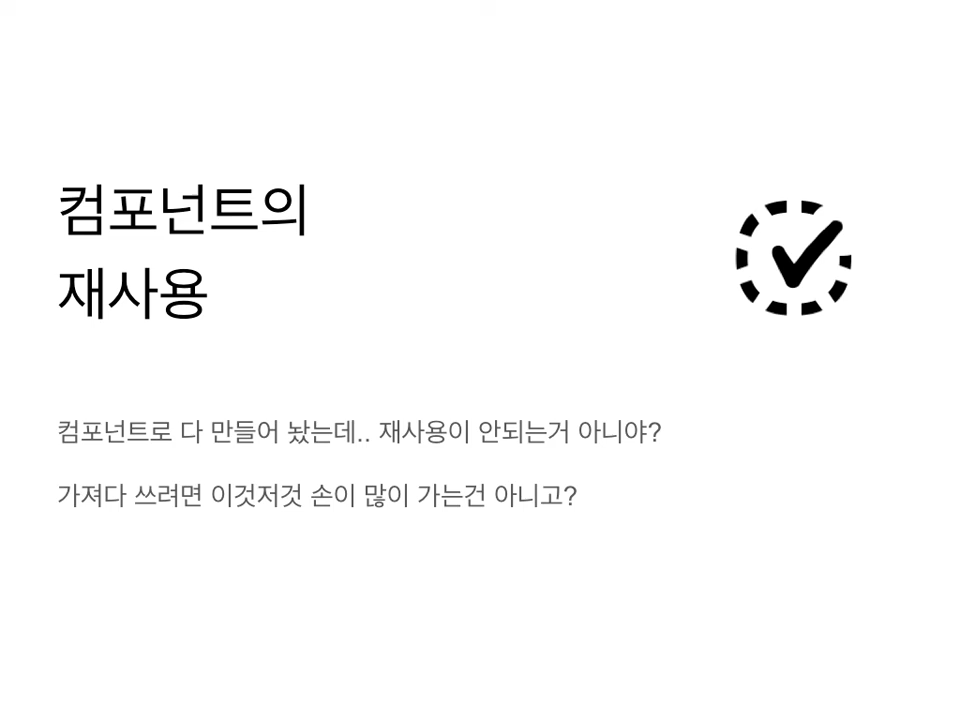 컴포넌트의
재사용
컴포넌트로 다 만들어 놨는데.. 재사용이 안되는거 아니야?
가져다 쓰려면 이것저것 손이 많이 가는건 아니고?